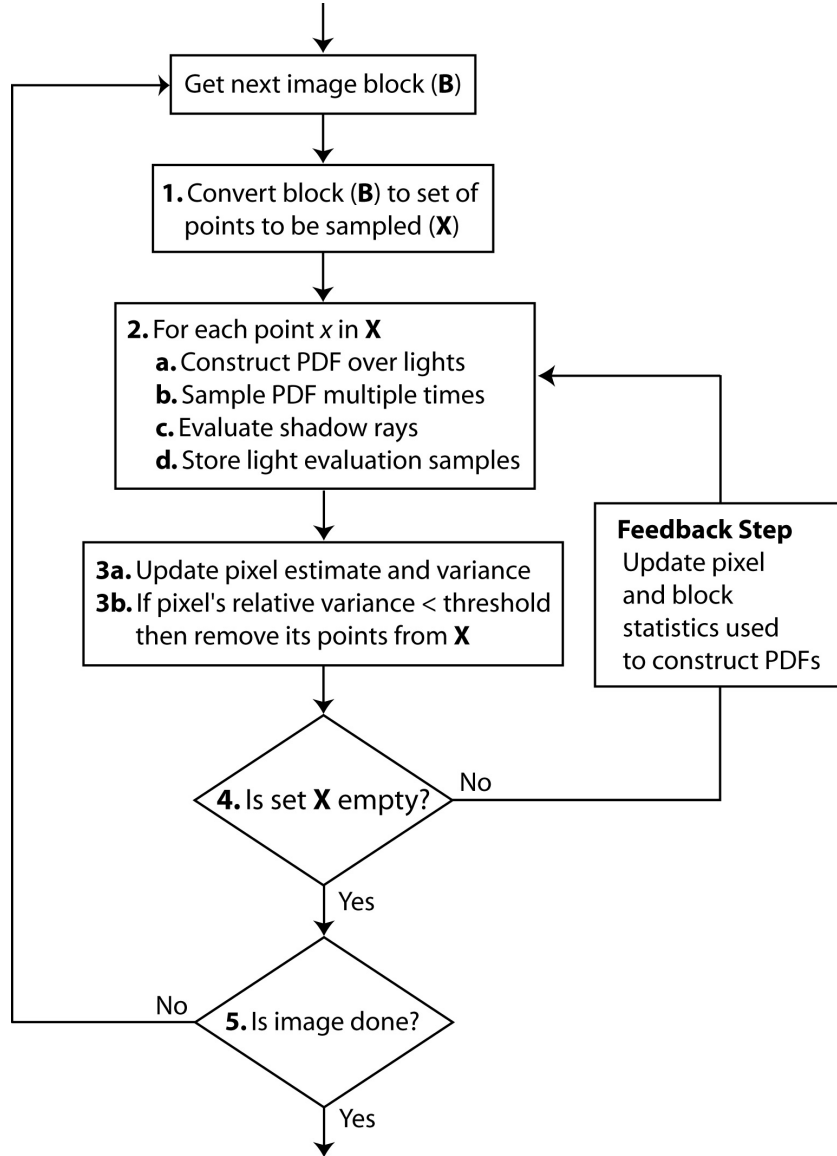 Get next image block (B)
1. Convert block (B) to set of
points to be sampled (X)
2. For each point x in X
a. Construct PDF over lights
b. Sample PDF multiple times
c. Evaluate shadow rays
d. Store light evaluation samples
Feedback Step
Update pixel
and block
statistics used
to construct PDFs
3a. Update pixel estimate and variance
3b. If pixel's relative variance < threshold
then remove its points from X
4. Is set X empty?
No
Yes
5. Is image done?
No
Yes